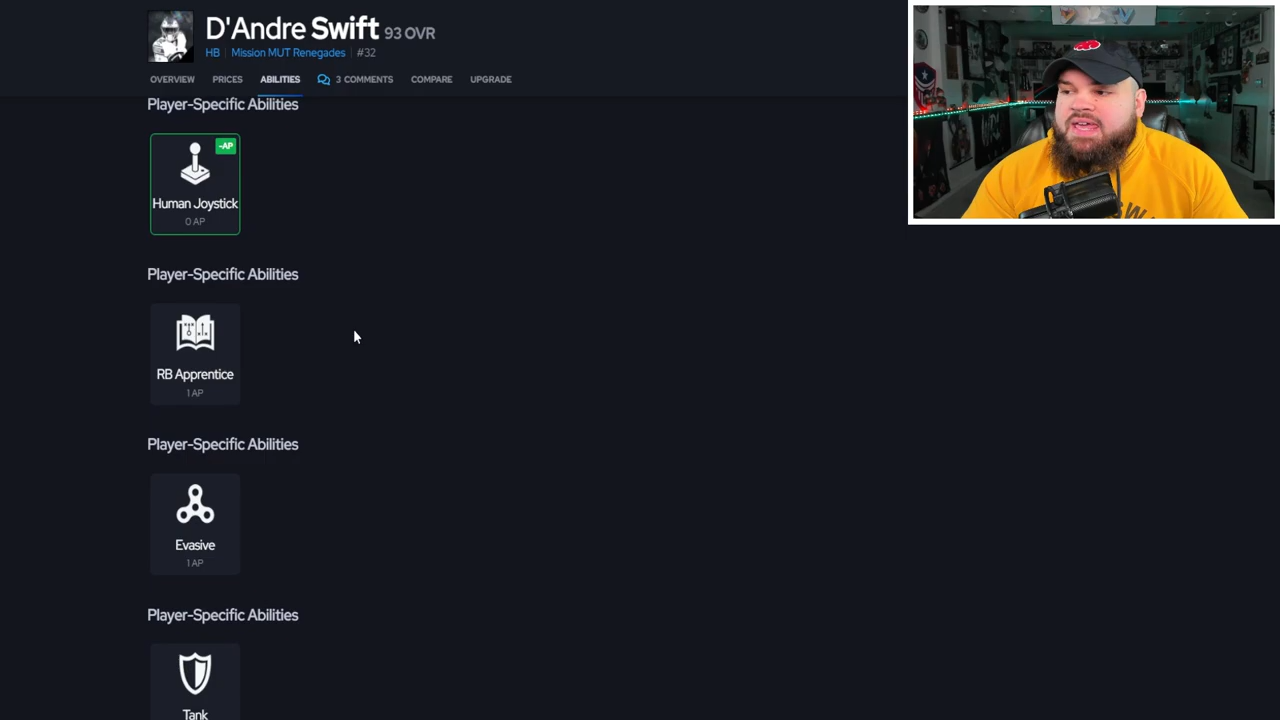 D'Andre Swift 93 OVR
HB | Mission MUT Renegades | #32
OVERVIEW PRICES ABILITIES 3 COMMENTS COMPARE UPGRADE
Player-Specific Abilities
-AP
Human Joystick
0 AP
Player-Specific Abilities
RB Apprentice
1 AP
Player-Specific Abilities
Evasive
1 AP
Player-Specific Abilities
Tank